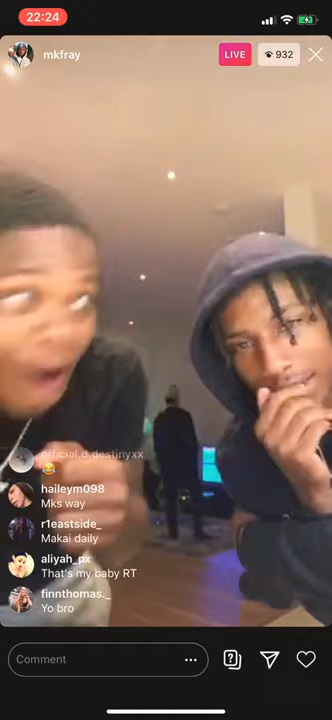 22:24
mkfray
LIVE
932
official.d.destinyxx
😂
haileym098
Mks way
r1eastside_
Makai daily
aliyah_px
That's my baby RT
finnthomas._
Yo bro
Comment